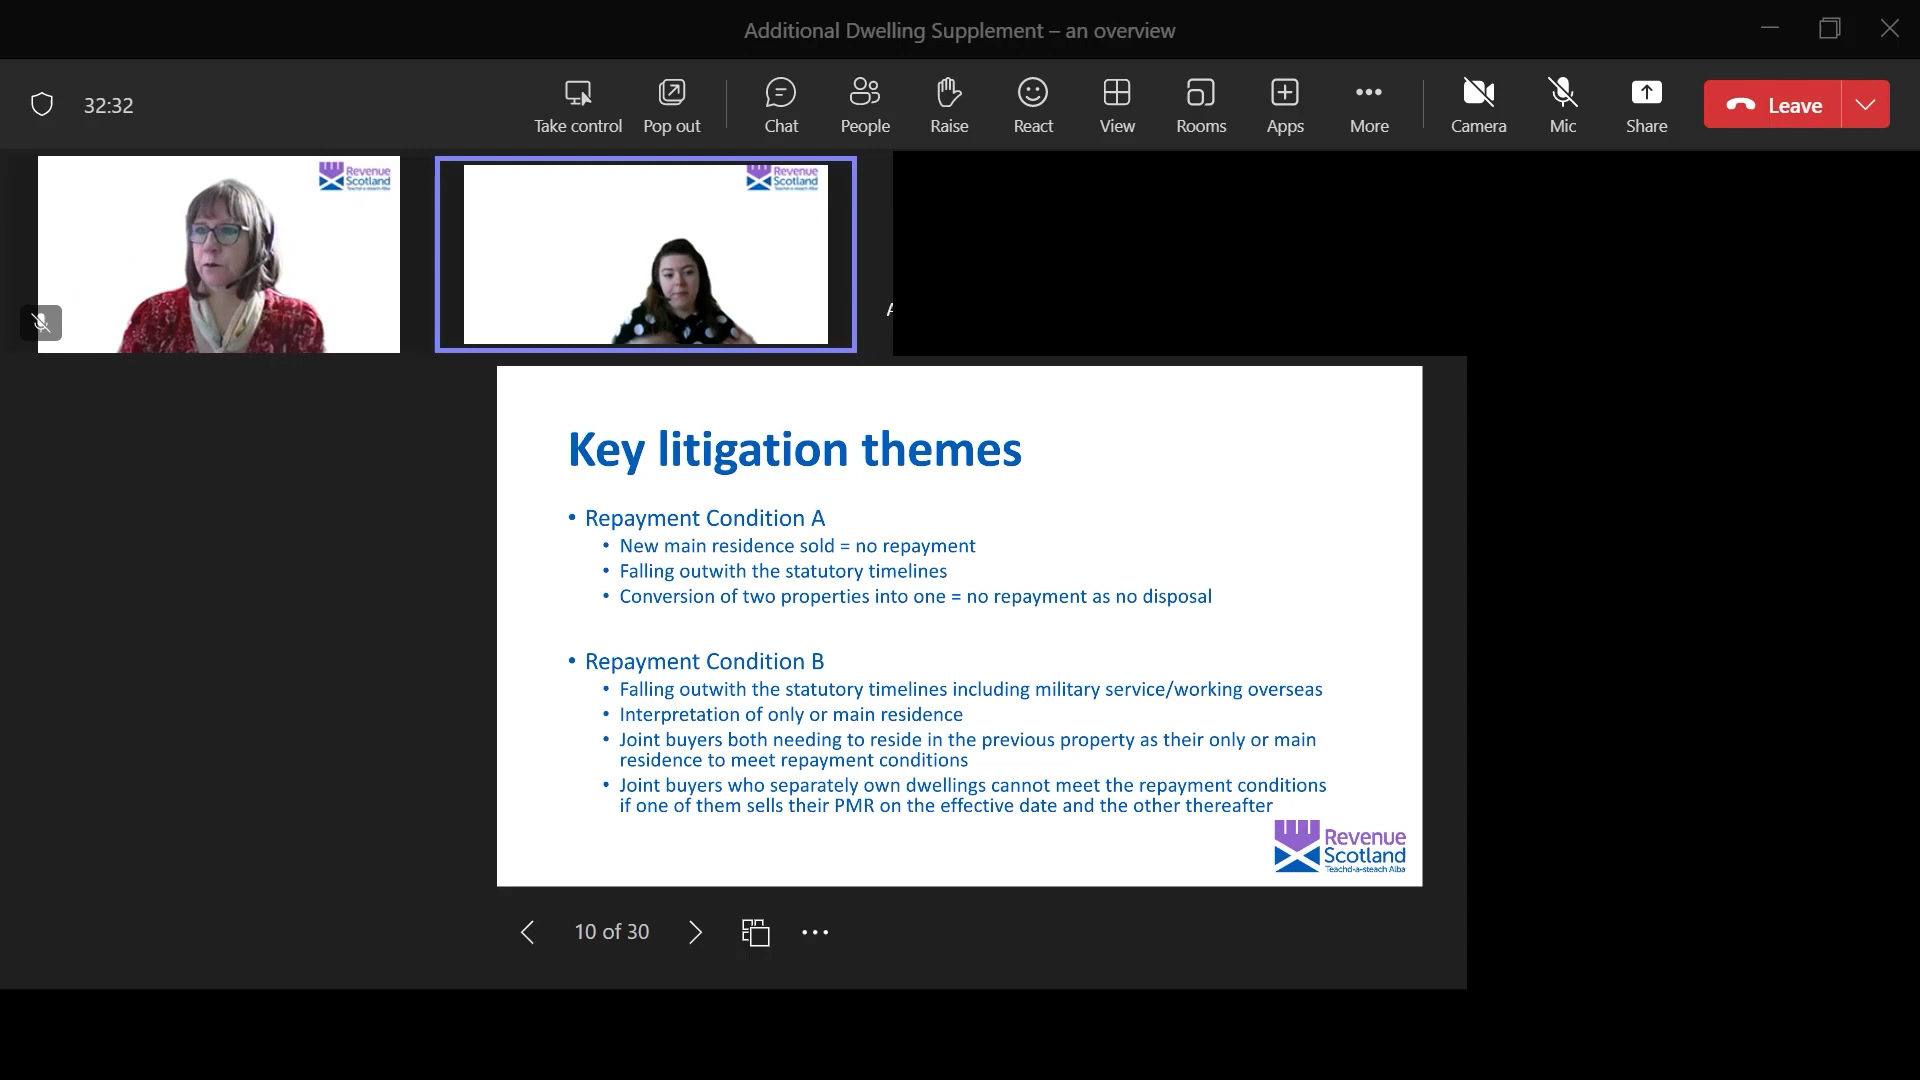 Additional Dwelling Supplement – an overview
32:32
Take control
Pop out
Chat
People
Raise
React
View
Rooms
Apps
More
Camera
Mic
Share
Leave
Revenue
Scotland
Teachd-a-steach Alba
Revenue
Scotland
Teachd-a-steach Alba
A
Key litigation themes
• Repayment Condition A
• New main residence sold = no repayment
• Falling outwith the statutory timelines
• Conversion of two properties into one = no repayment as no disposal
• Repayment Condition B
• Falling outwith the statutory timelines including military service/working overseas
• Interpretation of only or main residence
• Joint buyers both needing to reside in the previous property as their only or main
residence to meet repayment conditions
• Joint buyers who separately own dwellings cannot meet the repayment conditions
if one of them sells their PMR on the effective date and the other thereafter
Revenue
Scotland
Teachd-a-steach Alba
10 of 30